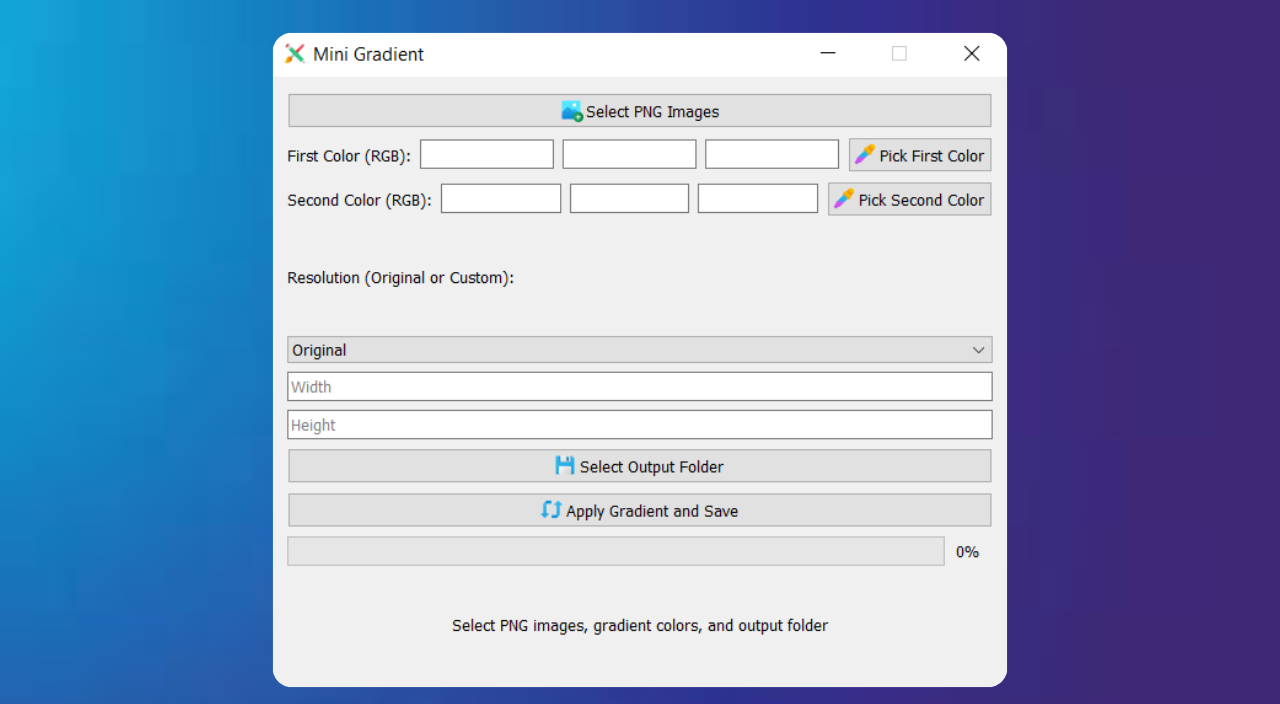 Mini Gradient
Select PNG Images
First Color (RGB): Pick First Color
Second Color (RGB): Pick Second Color
Resolution (Original or Custom):
Original
Width
Height
Select Output Folder
Apply Gradient and Save
0%
Select PNG images, gradient colors, and output folder